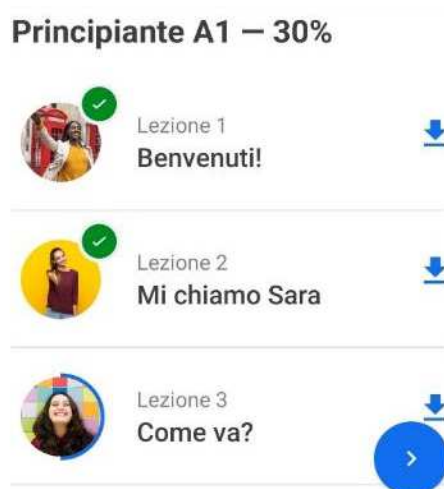 Principiante A1 — 30%
Lezione 1
Benvenuti!
Lezione 2
Mi chiamo Sara
Lezione 3
Come va?